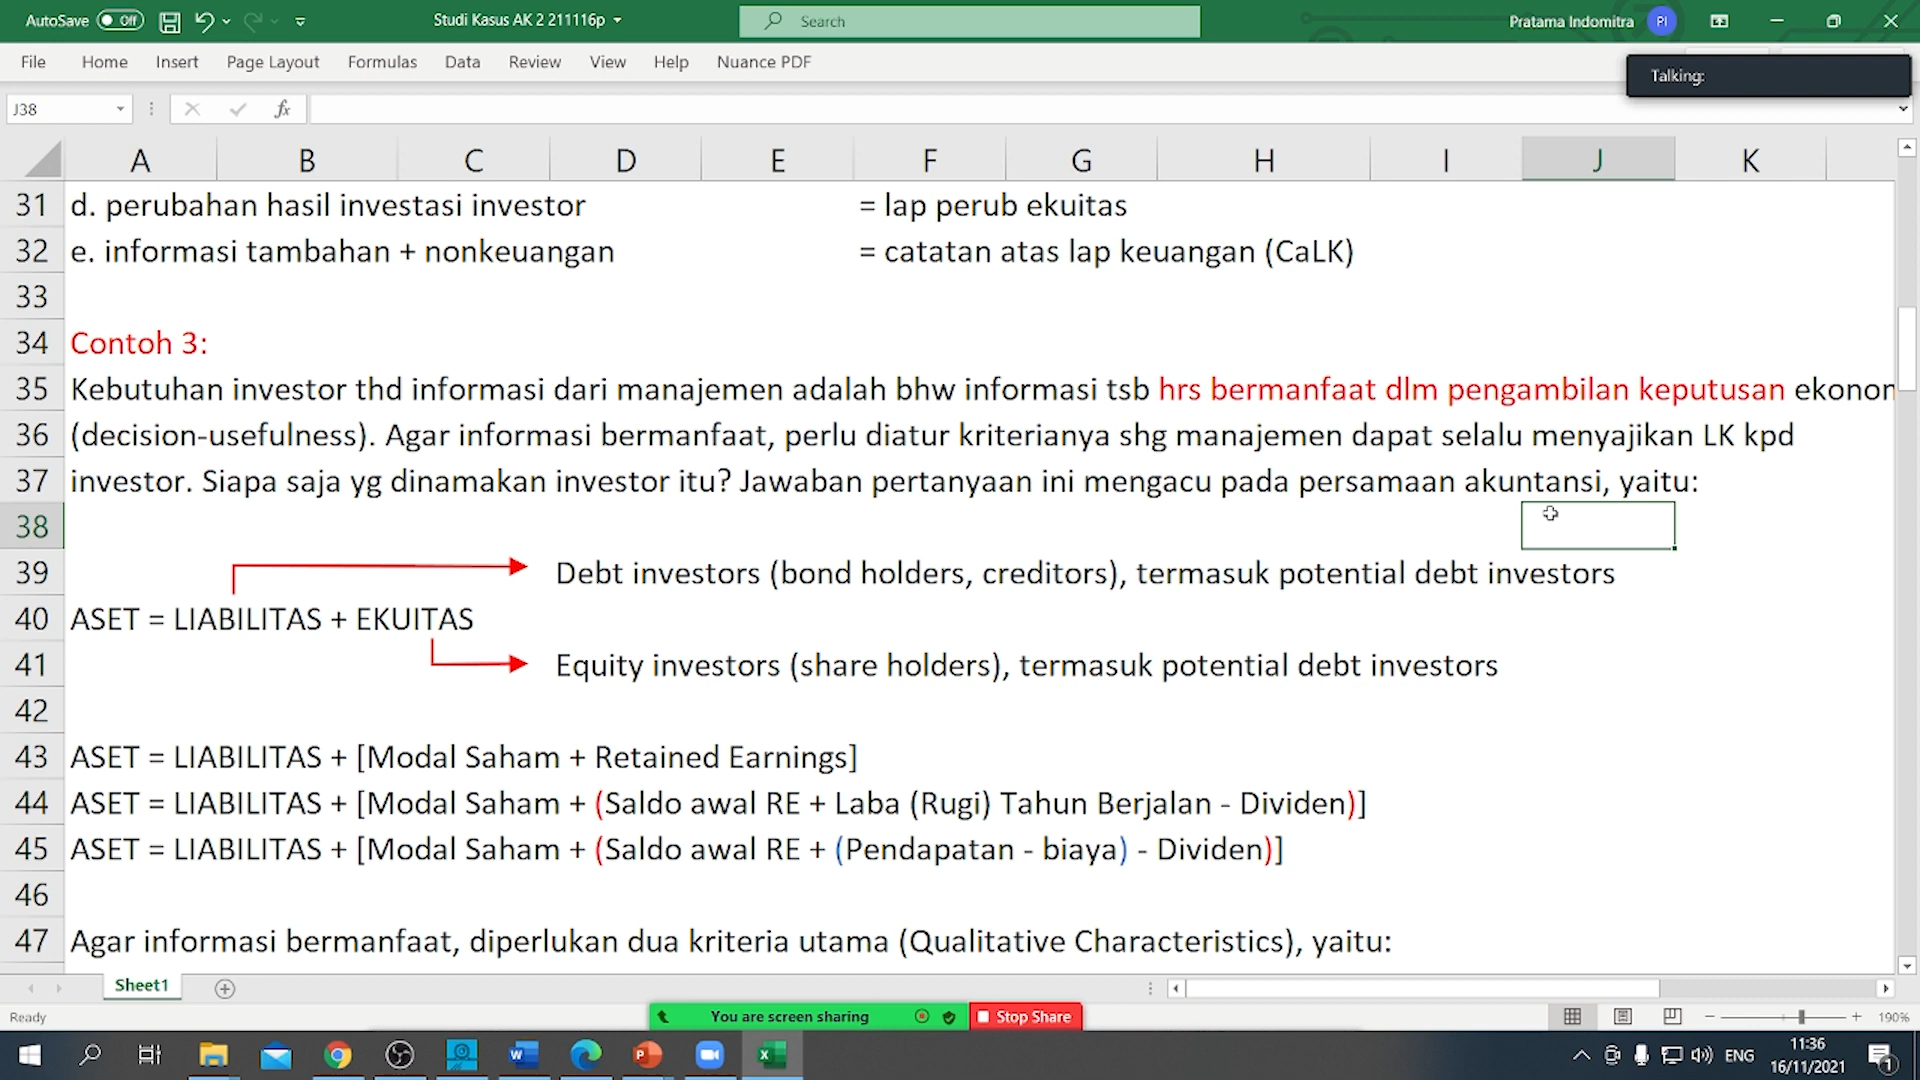 AutoSave Off
Studi Kasus AK 2 211116p
Search
Pratama Indomitra PI
File Home Insert Page Layout Formulas Data Review View Help Nuance PDF
Talking:
J38
fx
A B C D E F G H I J K
31 d. perubahan hasil investasi investor = lap perub ekuitas
32 e. informasi tambahan + nonkeuangan = catatan atas lap keuangan (CaLK)
33
34 Contoh 3:
35 Kebutuhan investor thd informasi dari manajemen adalah bhw informasi tsb hrs bermanfaat dlm pengambilan keputusan ekonon
36 (decision-usefulness). Agar informasi bermanfaat, perlu diatur kriterianya shg manajemen dapat selalu menyajikan LK kpd
37 investor. Siapa saja yg dinamakan investor itu? Jawaban pertanyaan ini mengacu pada persamaan akuntansi, yaitu:
38
39 Debt investors (bond holders, creditors), termasuk potential debt investors
40 ASET = LIABILITAS + EKUITAS
41 Equity investors (share holders), termasuk potential debt investors
42
43 ASET = LIABILITAS + [Modal Saham + Retained Earnings]
44 ASET = LIABILITAS + [Modal Saham + (Saldo awal RE + Laba (Rugi) Tahun Berjalan - Dividen)]
45 ASET = LIABILITAS + [Modal Saham + (Saldo awal RE + (Pendapatan - biaya) - Dividen)]
46
47 Agar informasi bermanfaat, diperlukan dua kriteria utama (Qualitative Characteristics), yaitu:
Sheet1
Ready
You are screen sharing Stop Share
190%
ENG
11:36
16/11/2021
1